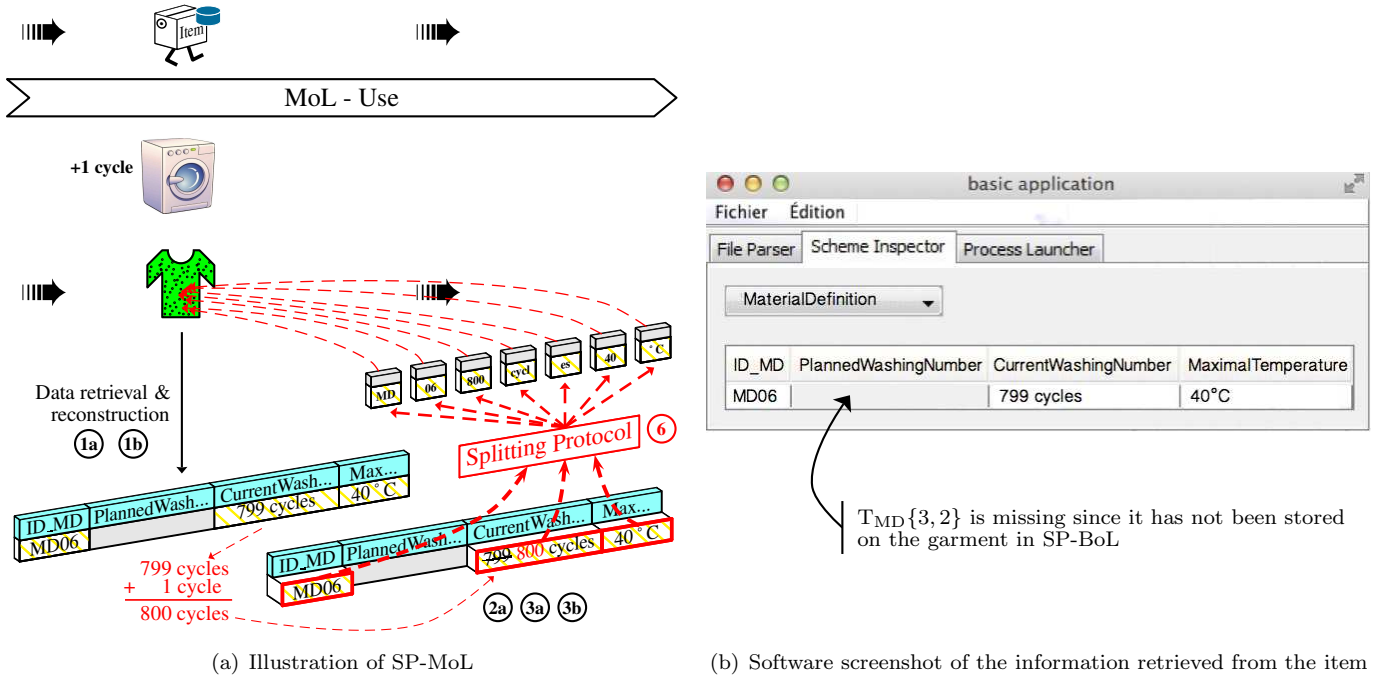 Item
MoL - Use
+1 cycle
MD
06
800
cycl
es
40
°C
Data retrieval &
reconstruction
1a 1b
Splitting Protocol 6
ID_MD PlannedWash... CurrentWash... Max...
MD06 799 cycles 40°C
799 cycles
+ 1 cycle
800 cycles
ID_MD PlannedWash... CurrentWash... Max...
MD06 799 800 cycles 40°C
2a 3a 3b
(a) Illustration of SP-MoL
basic application
Fichier Édition
File Parser Scheme Inspector Process Launcher
MaterialDefinition
ID_MD PlannedWashingNumber CurrentWashingNumber MaximalTemperature
MD06 799 cycles 40°C
T_MD{3, 2} is missing since it has not been stored
on the garment in SP-BoL
(b) Software screenshot of the information retrieved from the item